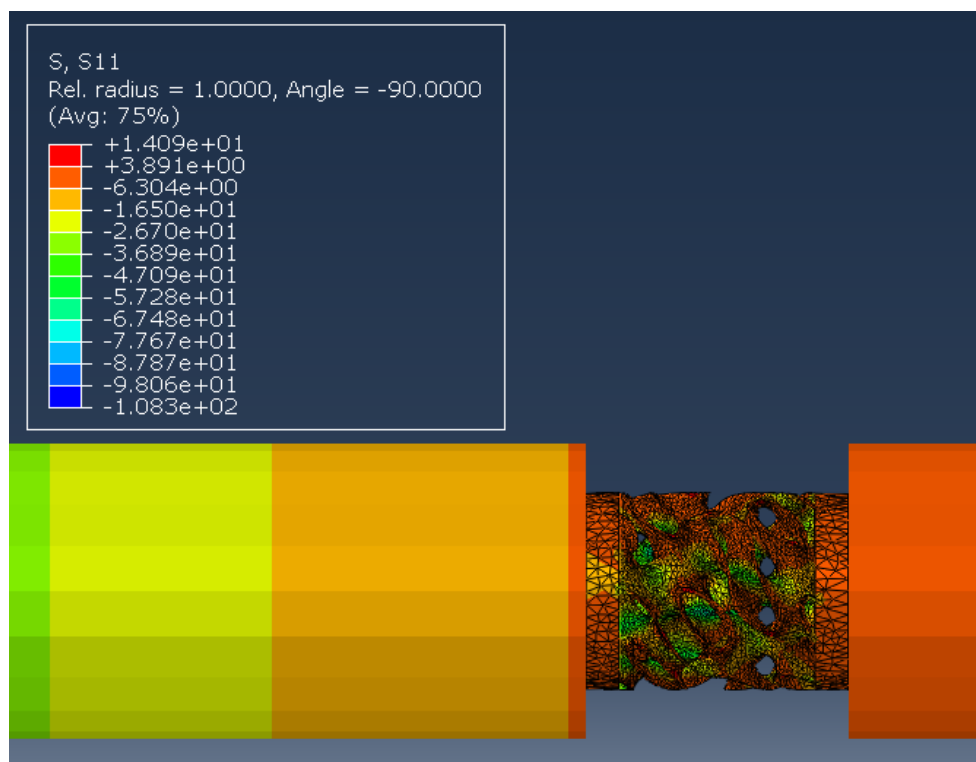 S, S11
Rel. radius = 1.0000, Angle = -90.0000
(Avg: 75%)
+1.409e+01
+3.891e+00
-6.304e+00
-1.650e+01
-2.670e+01
-3.689e+01
-4.709e+01
-5.728e+01
-6.748e+01
-7.767e+01
-8.787e+01
-9.806e+01
-1.083e+02